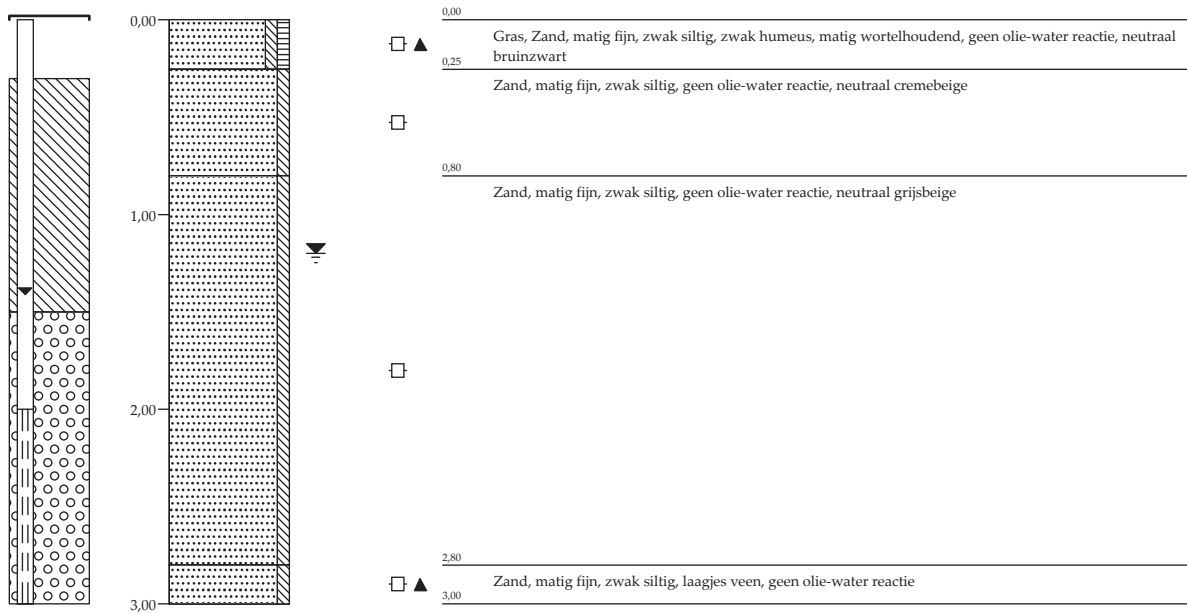 0,00
0,00
Gras, Zand, matig fijn, zwak siltig, zwak humeus, matig wortelhoudend, geen olie-water reactie, neutraal
bruinzwart
0,25
Zand, matig fijn, zwak siltig, geen olie-water reactie, neutraal cremebeige
0,80
Zand, matig fijn, zwak siltig, geen olie-water reactie, neutraal grijsbeige
1,00
2,00
2,80
Zand, matig fijn, zwak siltig, laagjes veen, geen olie-water reactie
3,00
3,00